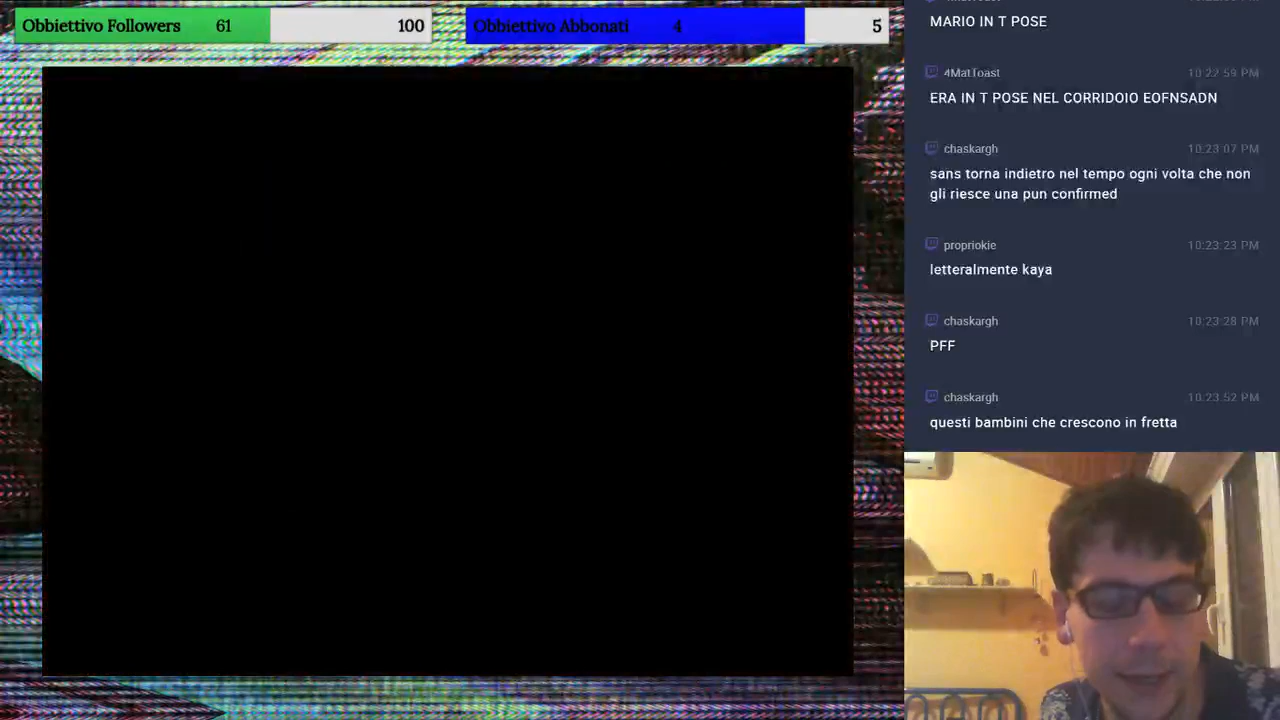 Obbiettivo Followers 61 100
Obbiettivo Abbonati 4 5
MARIO IN T POSE
4MatToast 10:22:59 PM
ERA IN T POSE NEL CORRIDOIO EOFNSADN
chaskargh 10:23:07 PM
sans torna indietro nel tempo ogni volta che non
gli riesce una pun confirmed
propriokie 10:23:23 PM
letteralmente kaya
chaskargh 10:23:28 PM
PFF
chaskargh 10:23:52 PM
questi bambini che crescono in fretta